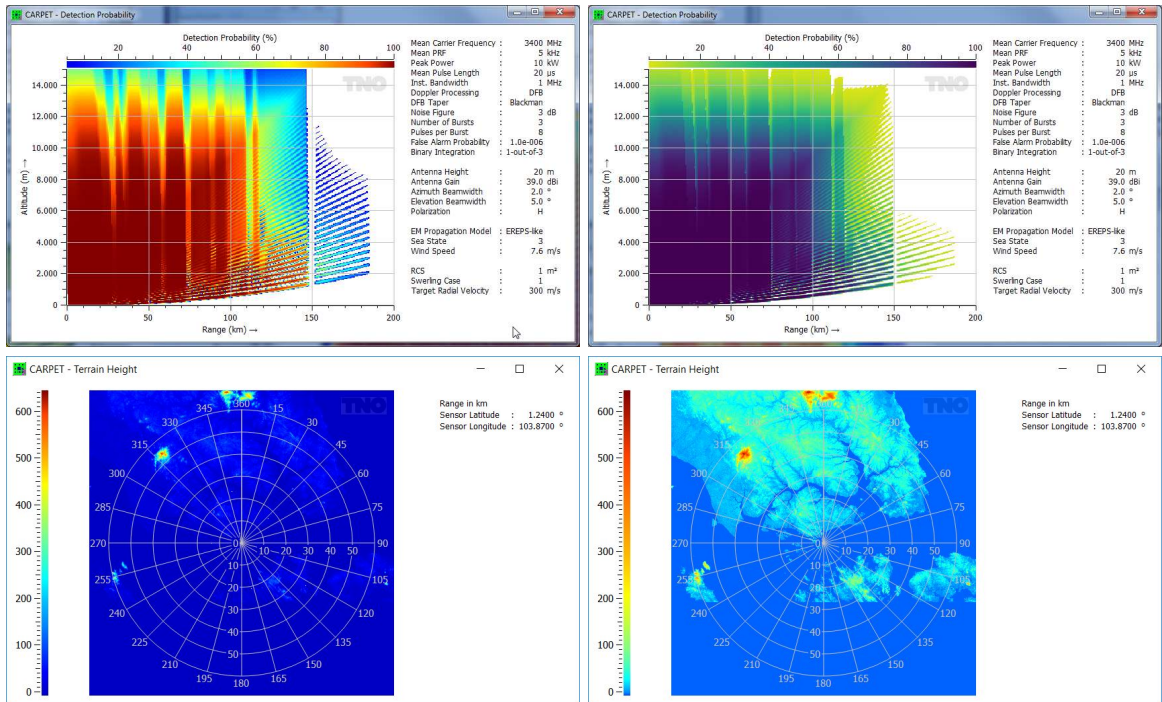 CARPET - Detection Probability
Detection Probability (%)
20 40 60 80 100
TNO
14.000
12.000
10.000
8.000
6.000
4.000
2.000
0
Altitude (m) →
0 50 100 150 200
Range (km) →
Mean Carrier Frequency : 3400 MHz
Mean PRF : 5 kHz
Peak Power : 10 kW
Mean Pulse Length : 20 µs
Inst. Bandwidth : 1 MHz
Doppler Processing : DFB
DFB Taper : Blackman
Noise Figure : 3 dB
Number of Bursts : 3
Pulses per Burst : 8
False Alarm Probability : 1.0e-006
Binary Integration : 1-out-of-3
Antenna Height : 20 m
Antenna Gain : 39.0 dBi
Azimuth Beamwidth : 2.0 °
Elevation Beamwidth : 5.0 °
Polarization : H
EM Propagation Model : EREPS-like
Sea State : 3
Wind Speed : 7.6 m/s
RCS : 1 m²
Swerling Case : 1
Target Radial Velocity : 300 m/s
CARPET - Detection Probability
Detection Probability (%)
20 40 60 80 100
TNO
14.000
12.000
10.000
8.000
6.000
4.000
2.000
0
Altitude (m) →
0 50 100 150 200
Range (km) →
Mean Carrier Frequency : 3400 MHz
Mean PRF : 5 kHz
Peak Power : 10 kW
Mean Pulse Length : 20 µs
Inst. Bandwidth : 1 MHz
Doppler Processing : DFB
DFB Taper : Blackman
Noise Figure : 3 dB
Number of Bursts : 3
Pulses per Burst : 8
False Alarm Probability : 1.0e-006
Binary Integration : 1-out-of-3
Antenna Height : 20 m
Antenna Gain : 39.0 dBi
Azimuth Beamwidth : 2.0 °
Elevation Beamwidth : 5.0 °
Polarization : H
EM Propagation Model : EREPS-like
Sea State : 3
Wind Speed : 7.6 m/s
RCS : 1 m²
Swerling Case : 1
Target Radial Velocity : 300 m/s
CARPET - Terrain Height
600
500
400
300
200
100
0
TNO
345 360 15
330 30
315 45
300 60
285 75
270 0 10 20 30 40 50 90
255 10 105
240 20 120
30
225 40 135
210 50 150
195 180 165
Range in km
Sensor Latitude : 1.2400 °
Sensor Longitude : 103.8700 °
CARPET - Terrain Height
600
500
400
300
200
100
0
TNO
345 360 15
330 30
315 45
300 60
285 75
270 0 10 20 30 40 50 90
255 10 105
240 20 120
30
225 40 135
210 50 150
195 180 165
Range in km
Sensor Latitude : 1.2400 °
Sensor Longitude : 103.8700 °